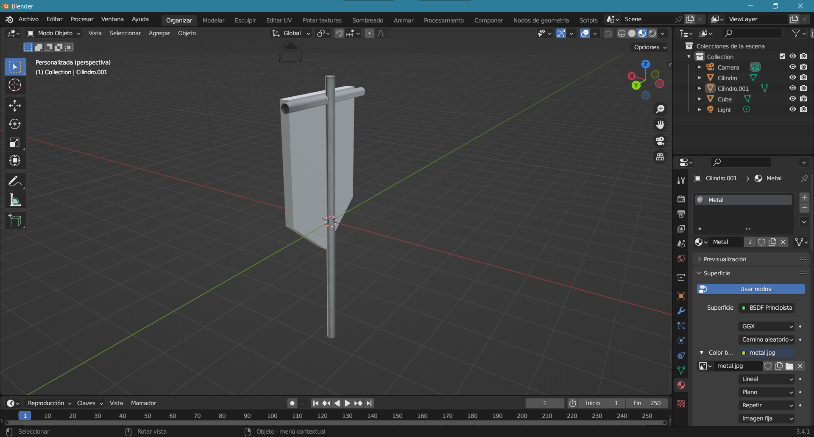 Blender
Archivo Editar Procesar Ventana Ayuda
Organizar Modelar Esculpir Editar UV Pintar texturas Sombreado Animar Procesamiento Componer Nodos de geometría Scripts
Scene
ViewLayer
Modo Objeto Vista Seleccionar Agregar Objeto
Global
Opciones
Personalizada (perspectiva)
(1) Collection | Cilindro.001
Z
X
Y
Colecciones de la escena
Collection
Camera
Cilindro
Cilindro.001
Cube
Light
Cilindro.001 > Metal
Metal
Metal 2
Previsualización
Superficie
Usar nodos
Superficie BSDF Principista
GGX
Camino aleatorio
Color b... metal.jpg
metal.jpg
Lineal
Plano
Repetir
Imagen fija
Reproducción Claves Vista Marcador
1 Inicio 1 Fin 250
1 10 20 30 40 50 60 70 80 90 100 110 120 130 140 150 160 170 180 190 200 210 220 230 240 250
Seleccionar Rotar vista Objeto - menú contextual
3.4.1